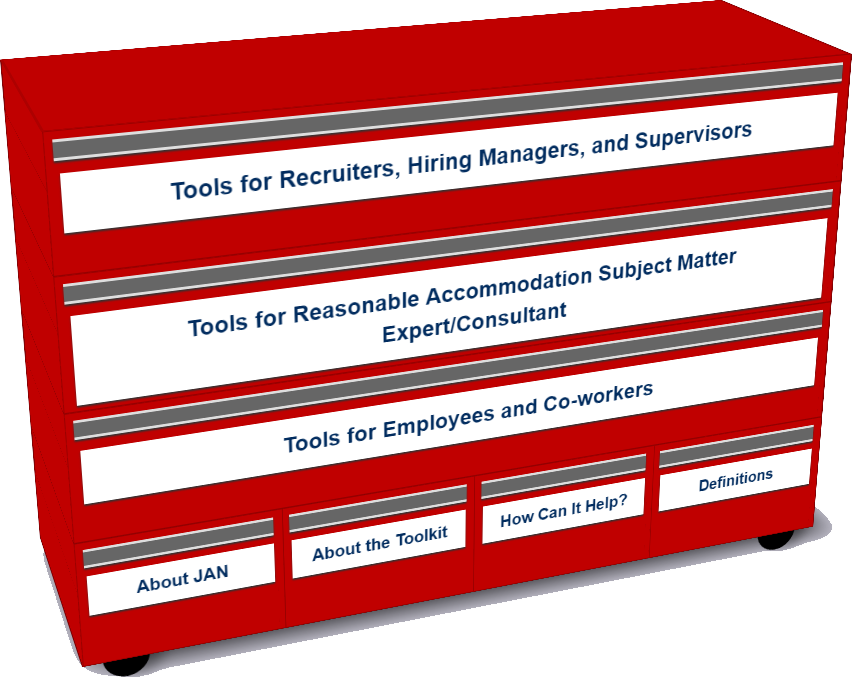 Tools for Recruiters, Hiring Managers, and Supervisors
Tools for Reasonable Accommodation Subject Matter
Expert/Consultant
Tools for Employees and Co-workers
About JAN
About the Toolkit
How Can It Help?
Definitions